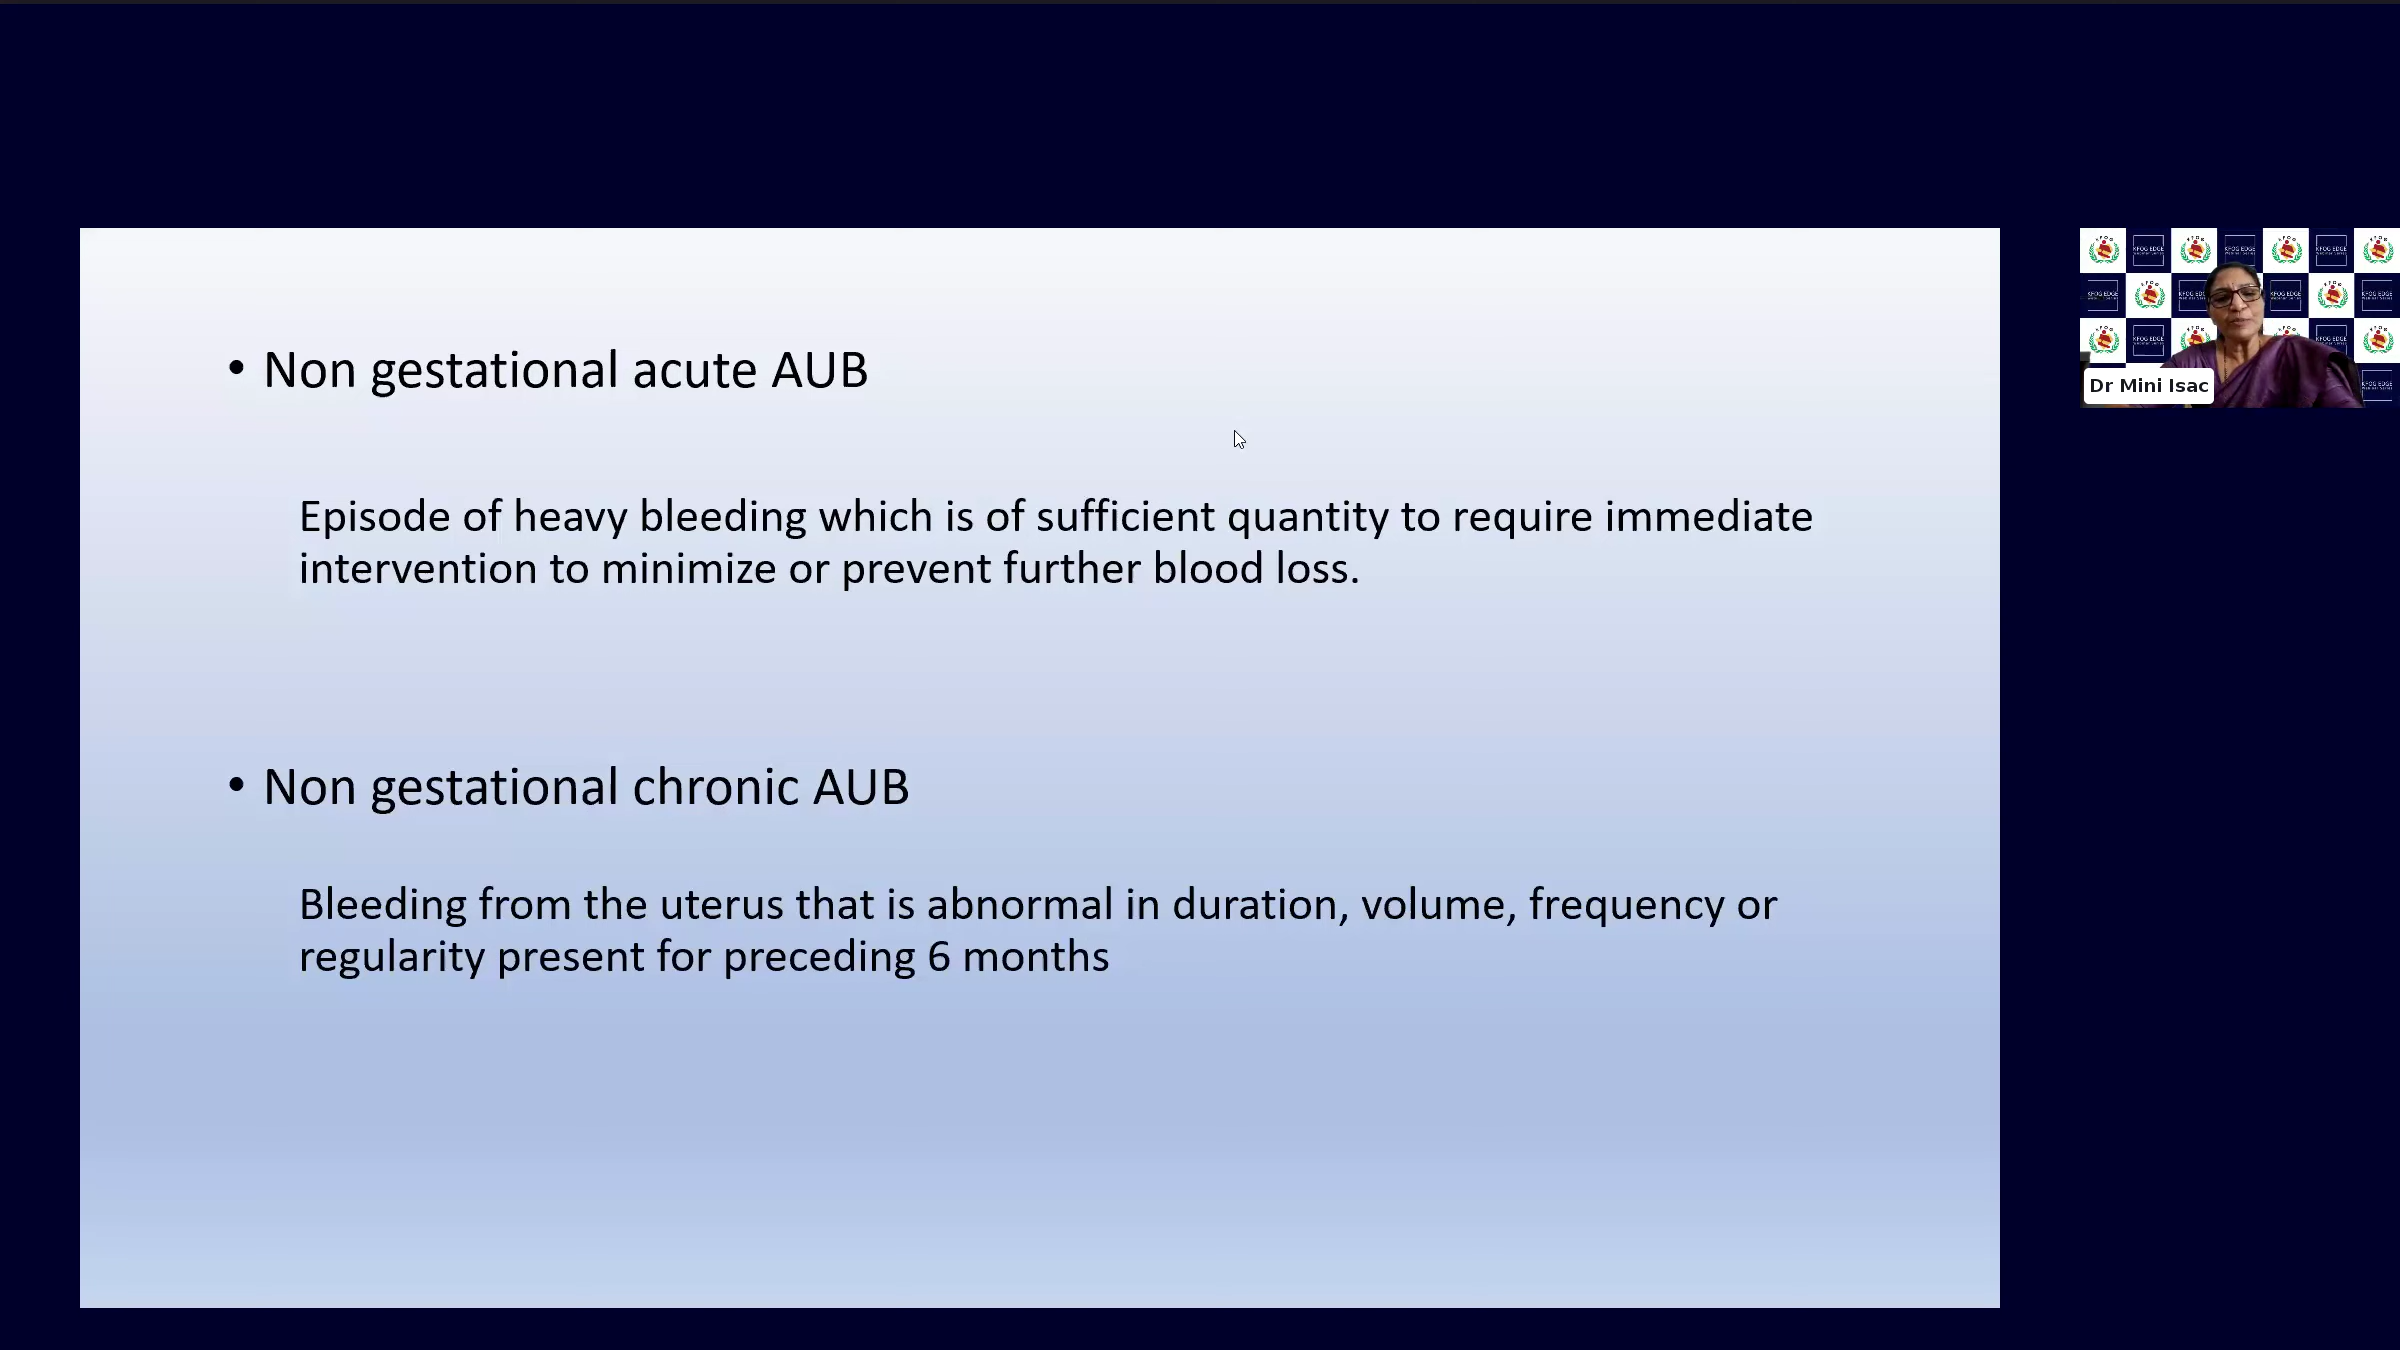 • Non gestational acute AUB
Episode of heavy bleeding which is of sufficient quantity to require immediate
intervention to minimize or prevent further blood loss.
• Non gestational chronic AUB
Bleeding from the uterus that is abnormal in duration, volume, frequency or
regularity present for preceding 6 months
KFOG EDGE
Dr Mini Isac